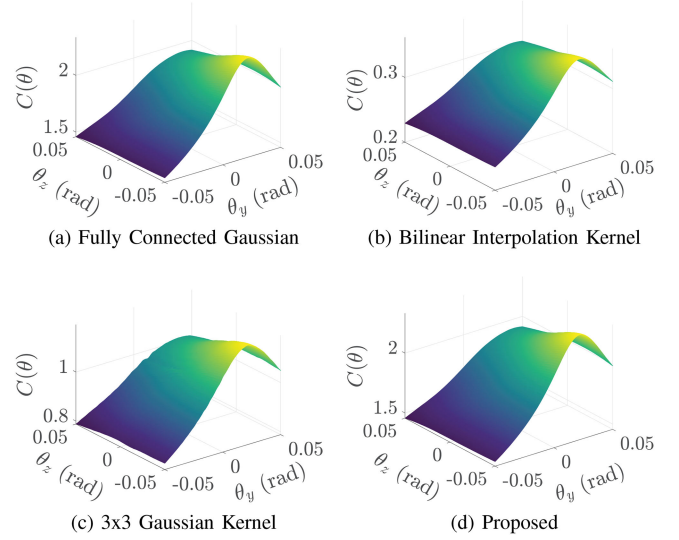 2
1.5
C(θ)
0.05
0
-0.05
θz (rad)
-0.05
0
0.05
θy (rad)
(a) Fully Connected Gaussian
0.3
0.2
C(θ)
0.05
0
-0.05
θz (rad)
-0.05
0
0.05
θy (rad)
(b) Bilinear Interpolation Kernel
1
0.8
C(θ)
0.05
0
-0.05
θz (rad)
-0.05
0
0.05
θy (rad)
(c) 3x3 Gaussian Kernel
2
1.5
C(θ)
0.05
0
-0.05
θz (rad)
-0.05
0
0.05
θy (rad)
(d) Proposed